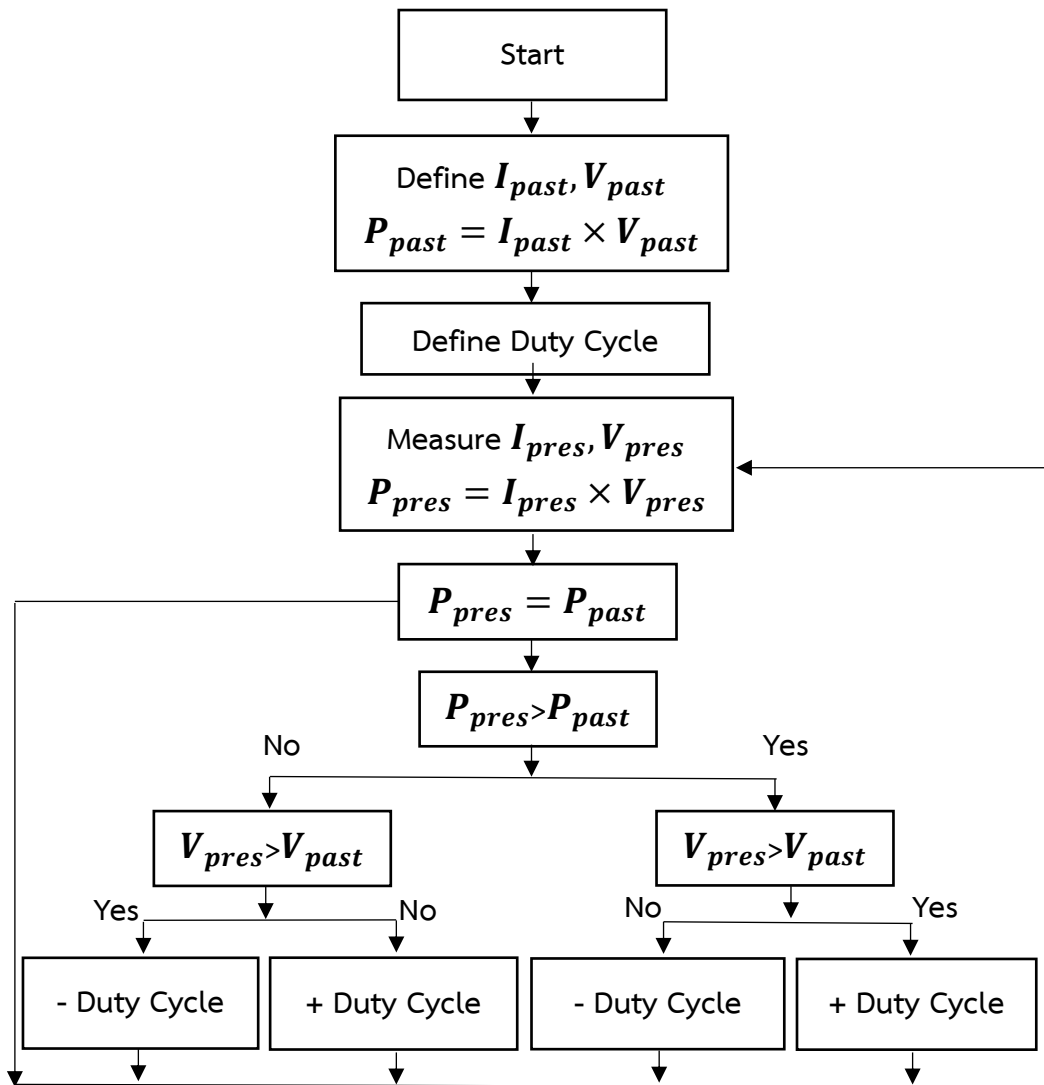 Start
Define I_past, V_past
P_past = I_past × V_past
Define Duty Cycle
Measure I_pres, V_pres
P_pres = I_pres × V_pres
P_pres = P_past
P_pres>P_past
No
Yes
V_pres>V_past
V_pres>V_past
Yes
No
No
Yes
- Duty Cycle
+ Duty Cycle
- Duty Cycle
+ Duty Cycle